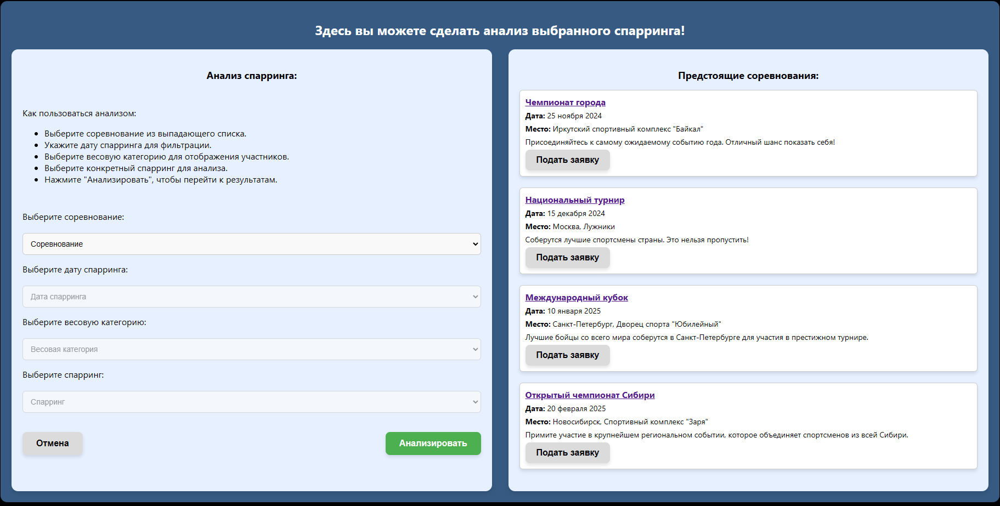 Здесь вы можете сделать анализ выбранного спарринга!
Анализ спарринга:
Как пользоваться анализом:
Выберите соревнование из выпадающего списка.
Укажите дату спарринга для фильтрации.
Выберите весовую категорию для отображения участников.
Выберите конкретный спарринг для анализа.
Нажмите "Анализировать", чтобы перейти к результатам.
Выберите соревнование:
Соревнование
Выберите дату спарринга:
Дата спарринга
Выберите весовую категорию:
Весовая категория
Выберите спарринг:
Спарринг
Отмена
Анализировать
Предстоящие соревнования:
Чемпионат города
Дата: 25 ноября 2024
Место: Иркутский спортивный комплекс "Байкал"
Присоединяйтесь к самому ожидаемому событию года. Отличный шанс показать себя!
Подать заявку
Национальный турнир
Дата: 15 декабря 2024
Место: Москва, Лужники
Соберутся лучшие спортсмены страны. Это нельзя пропустить!
Подать заявку
Международный кубок
Дата: 10 января 2025
Место: Санкт-Петербург, Дворец спорта "Юбилейный"
Лучшие бойцы со всего мира соберутся в Санкт-Петербурге для участия в престижном турнире.
Подать заявку
Открытый чемпионат Сибири
Дата: 20 февраля 2025
Место: Новосибирск, Спортивный комплекс "Заря"
Примите участие в крупнейшем региональном событии, которое объединяет спортсменов из всей Сибири.
Подать заявку